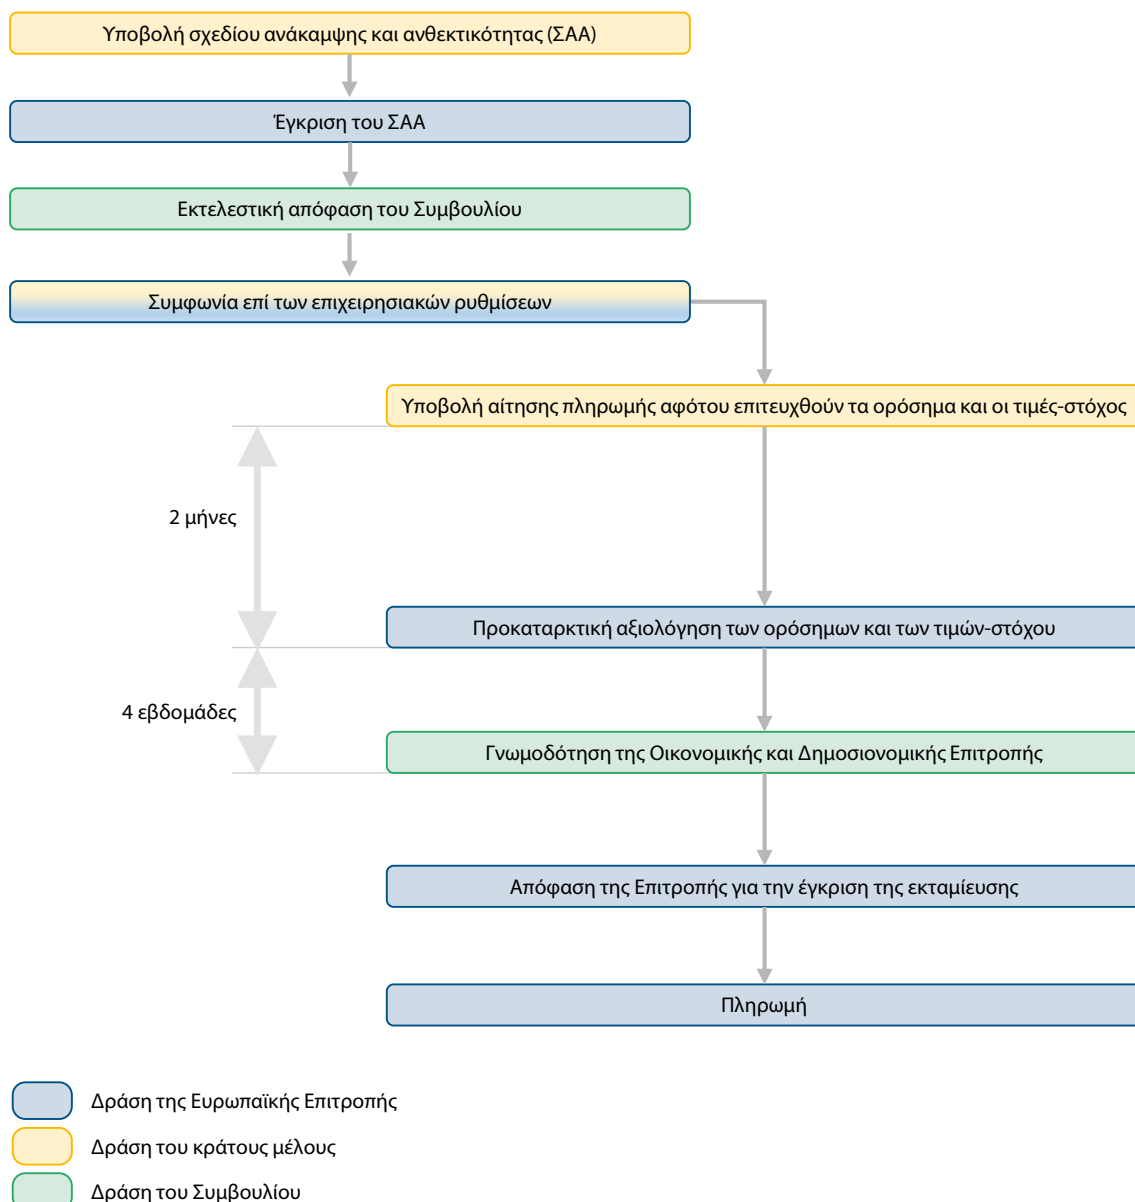 Υποβολή σχεδίου ανάκαμψης και ανθεκτικότητας (ΣΑΑ)
Έγκριση του ΣΑΑ
Εκτελεστική απόφαση του Συμβουλίου
Συμφωνία επί των επιχειρησιακών ρυθμίσεων
Υποβολή αίτησης πληρωμής αφότου επιτευχθούν τα ορόσημα και οι τιμές-στόχος
2 μήνες
Προκαταρκτική αξιολόγηση των ορόσημων και των τιμών-στόχου
4 εβδομάδες
Γνωμοδότηση της Οικονομικής και Δημοσιονομικής Επιτροπής
Απόφαση της Επιτροπής για την έγκριση της εκταμίευσης
Πληρωμή
Δράση της Ευρωπαϊκής Επιτροπής
Δράση του κράτους μέλους
Δράση του Συμβουλίου